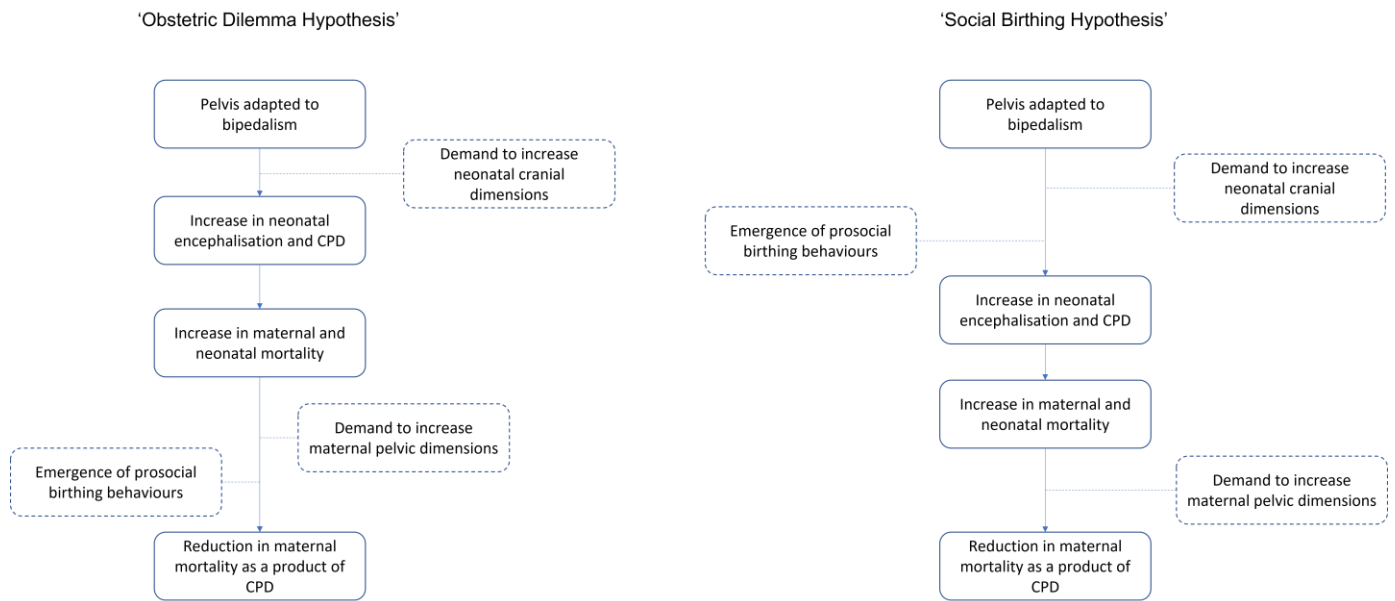 'Obstetric Dilemma Hypothesis'
Pelvis adapted to
bipedalism
Demand to increase
neonatal cranial
dimensions
Increase in neonatal
encephalisation and CPD
Increase in maternal and
neonatal mortality
Demand to increase
maternal pelvic dimensions
Emergence of prosocial
birthing behaviours
Reduction in maternal
mortality as a product of
CPD
'Social Birthing Hypothesis'
Pelvis adapted to
bipedalism
Demand to increase
neonatal cranial
dimensions
Emergence of prosocial
birthing behaviours
Increase in neonatal
encephalisation and CPD
Increase in maternal and
neonatal mortality
Demand to increase
maternal pelvic dimensions
Reduction in maternal
mortality as a product of
CPD